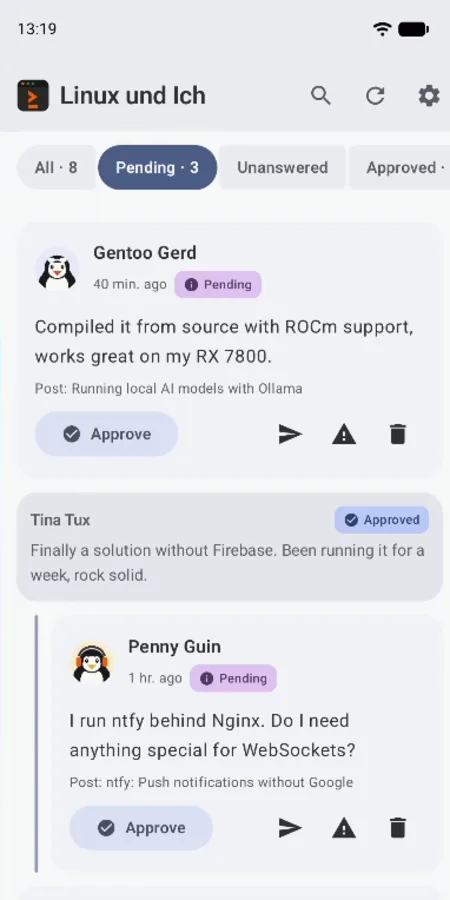 13:19
Linux und Ich
All · 8
Pending · 3
Unanswered
Approved ·
Gentoo Gerd
40 min. ago
Pending
Compiled it from source with ROCm support,
works great on my RX 7800.
Post: Running local AI models with Ollama
Approve
Tina Tux
Approved
Finally a solution without Firebase. Been running it for a
week, rock solid.
Penny Guin
1 hr. ago
Pending
I run ntfy behind Nginx. Do I need
anything special for WebSockets?
Post: ntfy: Push notifications without Google
Approve